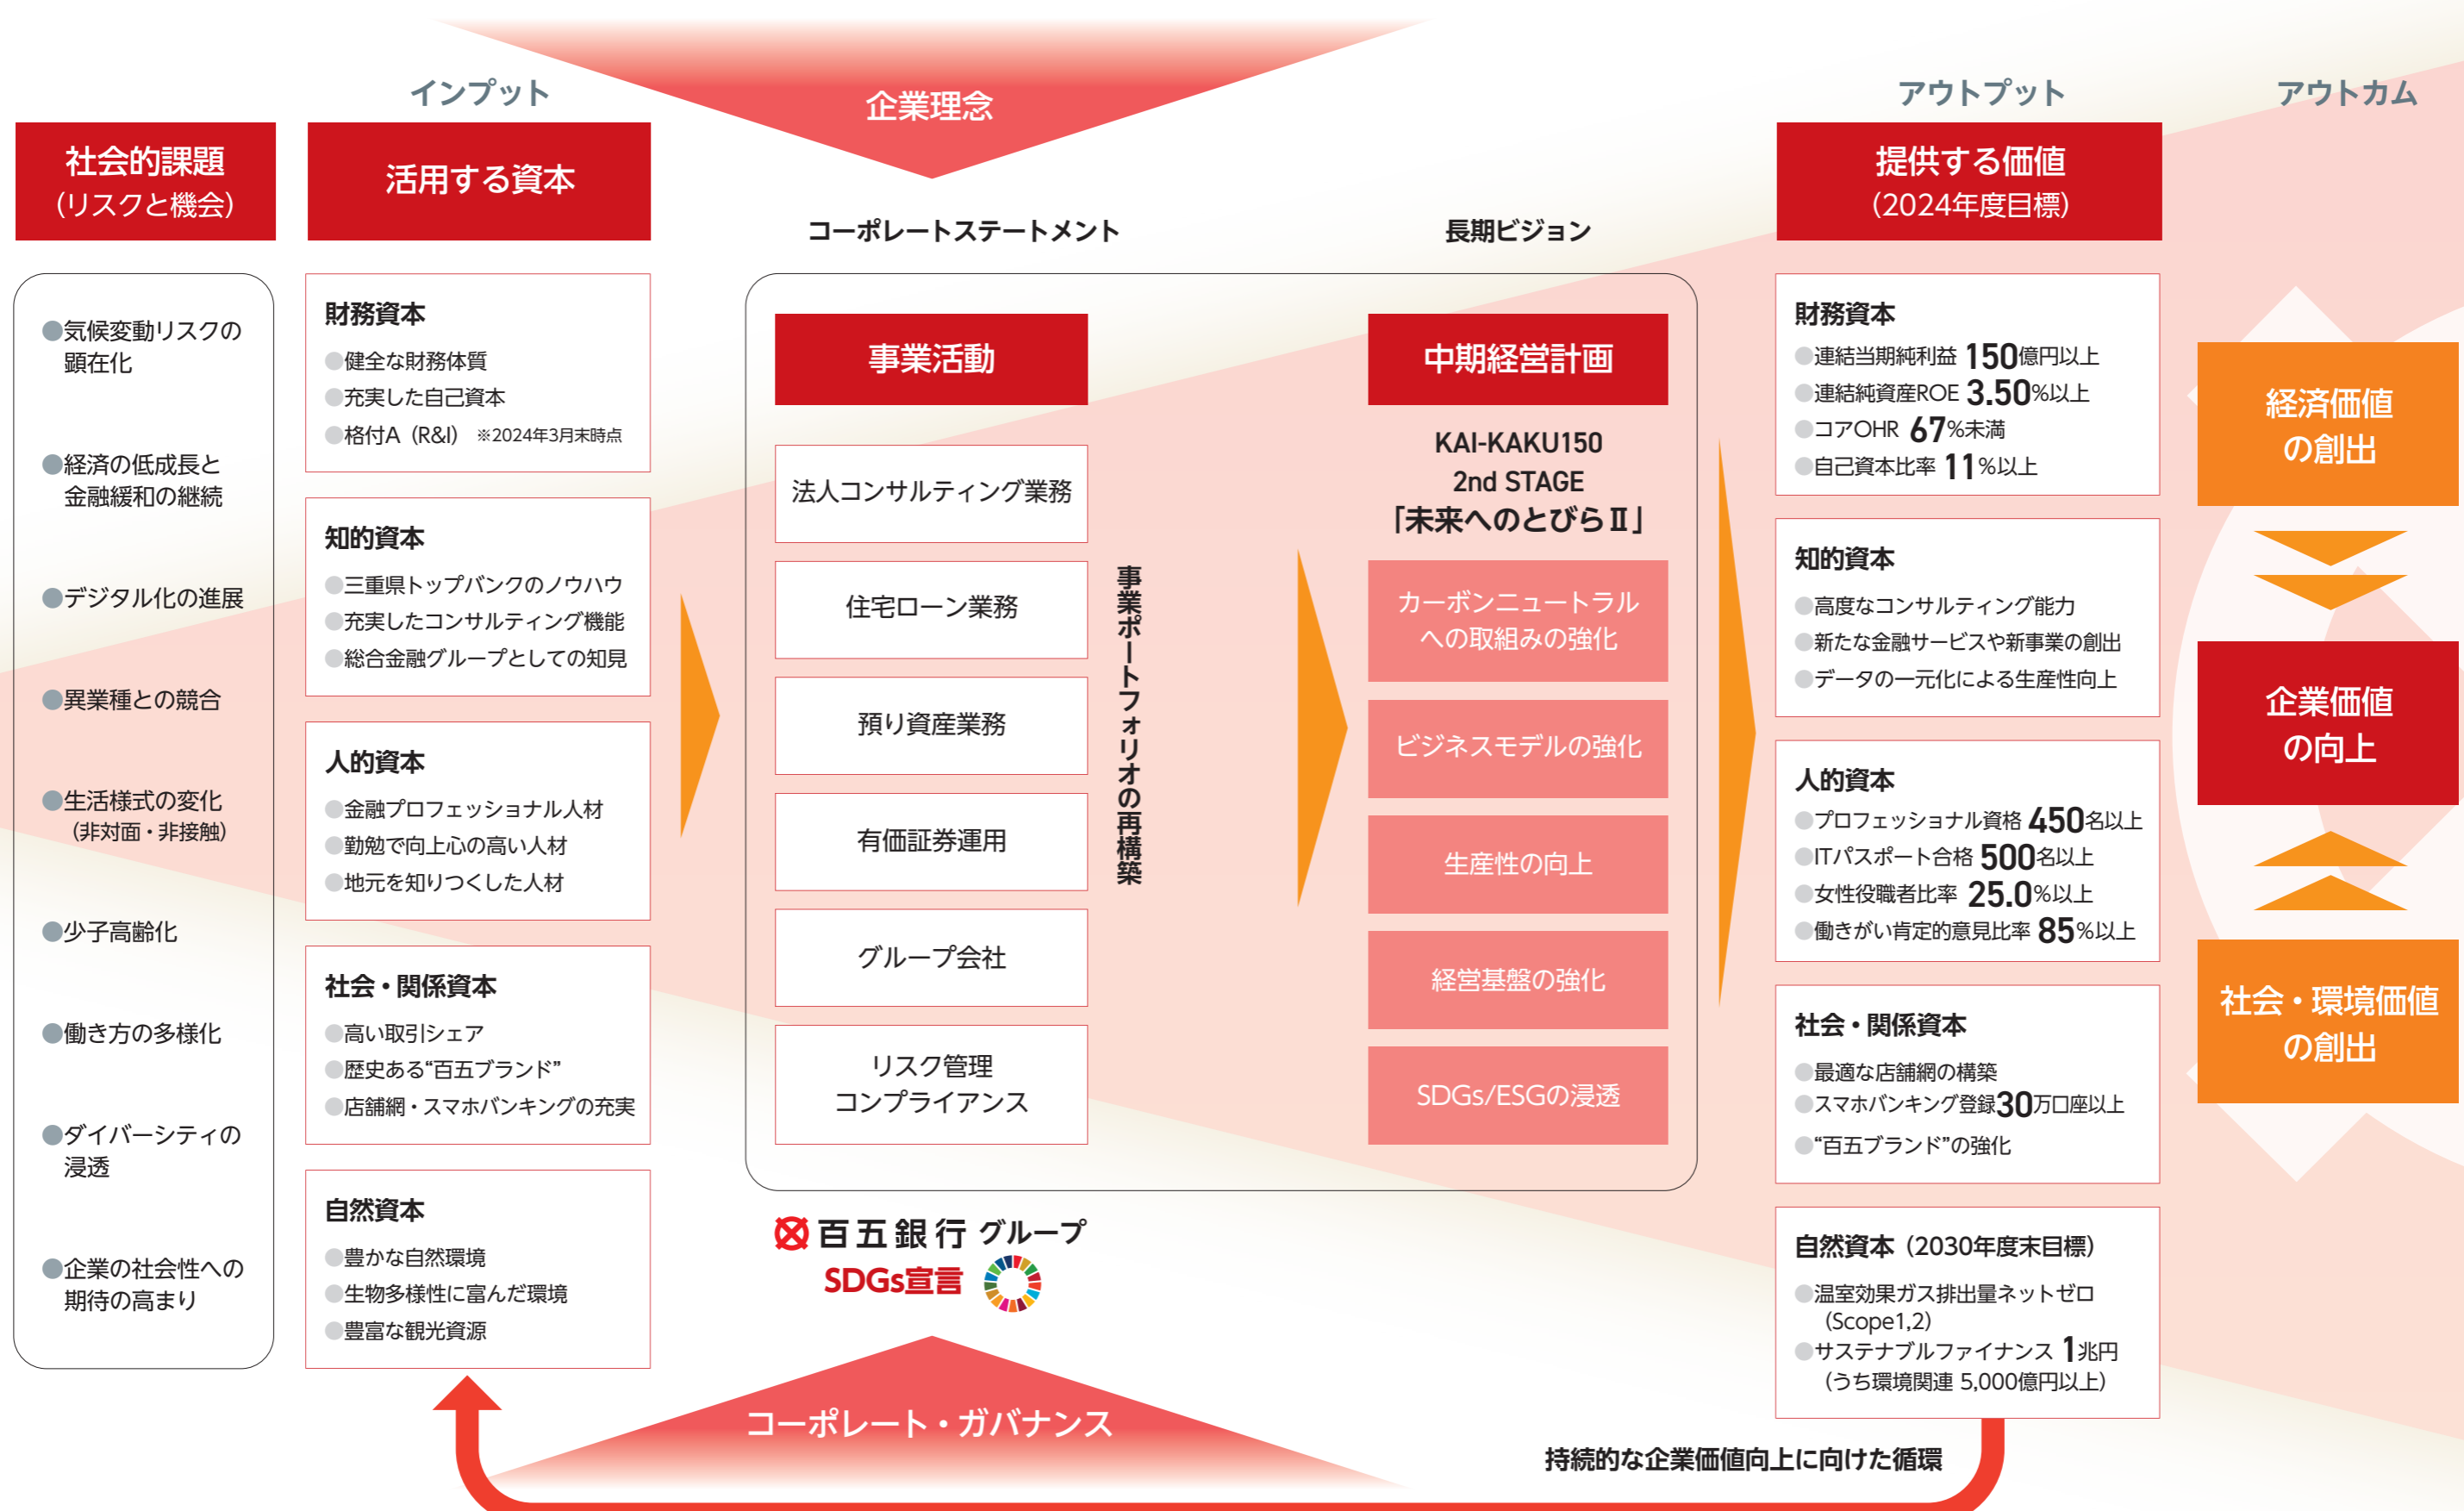 企業理念
インプット
アウトプット
アウトカム
社会的課題
（リスクと機会）
●気候変動リスクの
顕在化
●経済の低成長と
金融緩和の継続
●デジタル化の進展
●異業種との競合
●生活様式の変化
（非対面・非接触）
●少子高齢化
●働き方の多様化
●ダイバーシティの
浸透
●企業の社会性への
期待の高まり
活用する資本
財務資本
●健全な財務体質
●充実した自己資本
●格付A（R&I） ※2024年3月末時点
知的資本
●三重県トップバンクのノウハウ
●充実したコンサルティング機能
●総合金融グループとしての知見
人的資本
●金融プロフェッショナル人材
●勤勉で向上心の高い人材
●地元を知りつくした人材
社会・関係資本
●高い取引シェア
●歴史ある“百五ブランド”
●店舗網・スマホバンキングの充実
自然資本
●豊かな自然環境
●生物多様性に富んだ環境
●豊富な観光資源
コーポレートステートメント
長期ビジョン
事業活動
法人コンサルティング業務
住宅ローン業務
預り資産業務
有価証券運用
グループ会社
リスク管理
コンプライアンス
事業ポートフォリオの再構築
中期経営計画
KAI-KAKU150
2nd STAGE
「未来へのとびらⅡ」
カーボンニュートラル
への取組みの強化
ビジネスモデルの強化
生産性の向上
経営基盤の強化
SDGs/ESGの浸透
百五銀行 グループ
SDGs宣言
コーポレート・ガバナンス
提供する価値
（2024年度目標）
財務資本
●連結当期純利益 150億円以上
●連結純資産ROE 3.50%以上
●コアOHR 67%未満
●自己資本比率 11%以上
知的資本
●高度なコンサルティング能力
●新たな金融サービスや新事業の創出
●データの一元化による生産性向上
人的資本
●プロフェッショナル資格 450名以上
●ITパスポート合格 500名以上
●女性役職者比率 25.0%以上
●働きがい肯定的意見比率 85%以上
社会・関係資本
●最適な店舗網の構築
●スマホバンキング登録30万口座以上
●“百五ブランド”の強化
自然資本（2030年度末目標）
●温室効果ガス排出量ネットゼロ
（Scope1,2）
●サステナブルファイナンス 1兆円
（うち環境関連 5,000億円以上）
経済価値
の創出
企業価値
の向上
社会・環境価値
の創出
持続的な企業価値向上に向けた循環